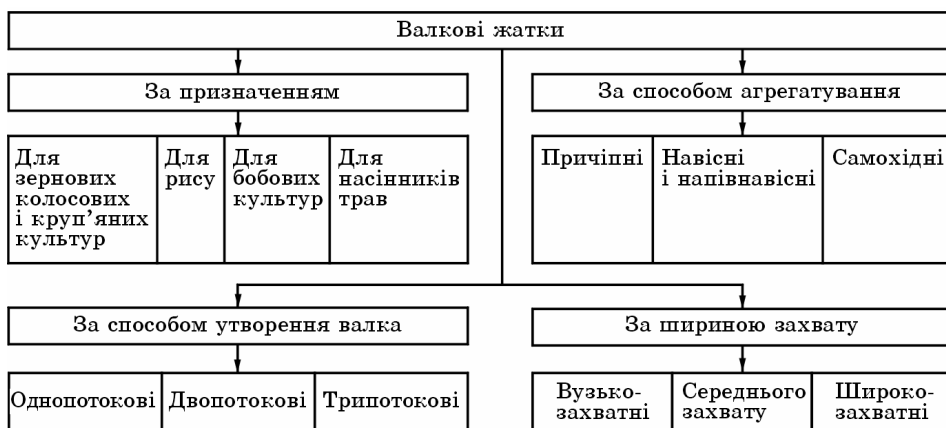 Валкові жатки
За призначенням
За способом агрегатування
Для
зернових
колосових
і круп'яних
культур
Для
рису
Для
бобових
культур
Для
насінників
трав
Причіпні
Навісні
і напівнавісні
Самохідні
За способом утворення валка
За шириною захвату
Однопотокові
Двопотокові
Трипотокові
Вузько-
захватні
Середнього
захвату
Широко-
захватні